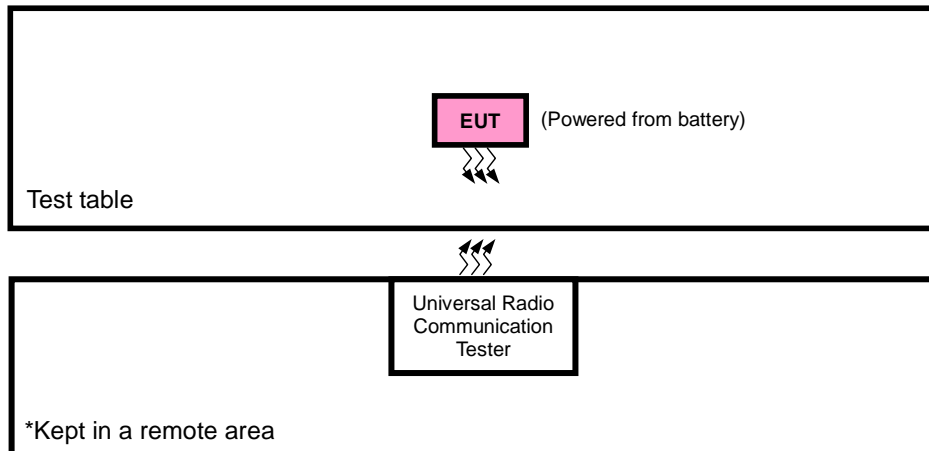 EUT
(Powered from battery)
Test table
Universal Radio
Communication
Tester
*Kept in a remote area